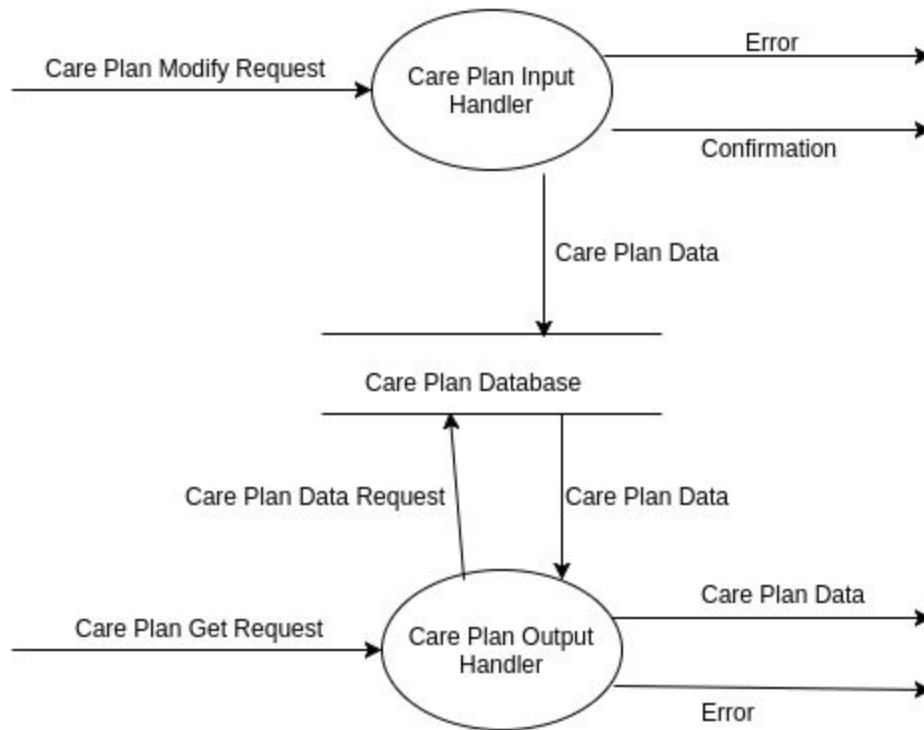 Error
Care Plan Modify Request
Care Plan Input
Handler
Confirmation
Care Plan Data
Care Plan Database
Care Plan Data Request
Care Plan Data
Care Plan Data
Care Plan Get Request
Care Plan Output
Handler
Error